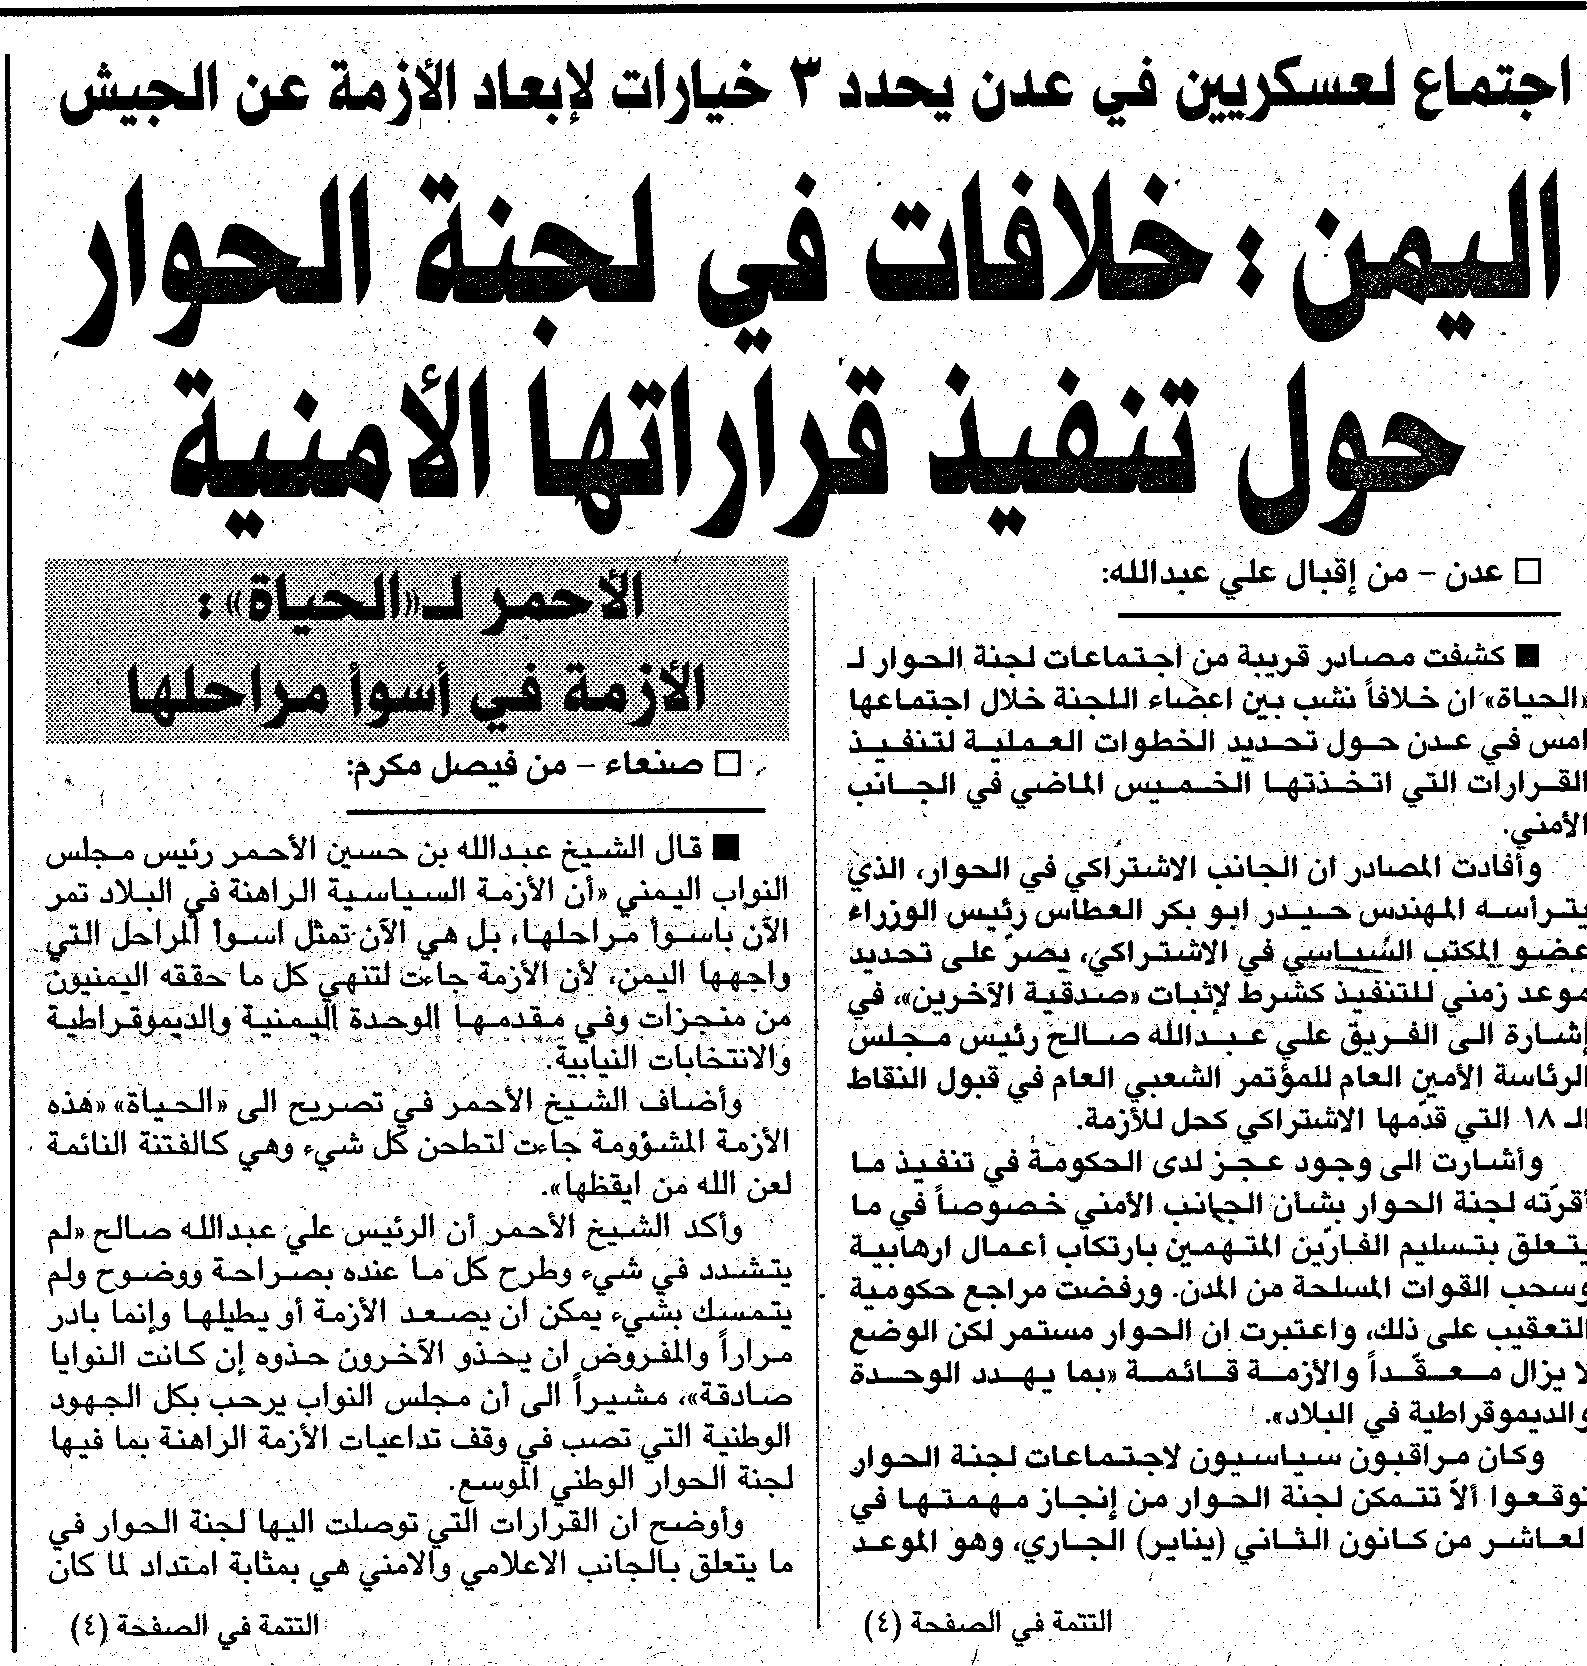 اجتماع لعسكريين في عدن يحدد ٣ خيارات لإبعاد الأزمة عن الجيش
اليمن : خلافات في لجنة الحوار
حول تنفيذ قراراتها الأمنية
□ عدن - من إقبال علي عبدالله:
■ كشفت مصادر قريبة من اجتماعات لجنة الحوار لـ
«الحياة» ان خلافاً نشب بين اعضاء اللجنة خلال اجتماعها
امس في عدن حول تحديد الخطوات العملية لتنفيذ
القرارات التي اتخذتها الخميس الماضي في الجانب
الأمني.
وأفادت المصادر ان الجانب الاشتراكي في الحوار، الذي
يترأسه المهندس حيدر ابو بكر العطاس رئيس الوزراء
عضو المكتب السياسي في الاشتراكي، يصرّ على تحديد
موعد زمني للتنفيذ كشرط لإثبات «صدقية الآخرين»، في
إشارة الى الفريق علي عبدالله صالح رئيس مجلس
الرئاسة الأمين العام للمؤتمر الشعبي العام في قبول النقاط
الـ ١٨ التي قدّمها الاشتراكي كحل للأزمة.
وأشارت الى وجود عجز لدى الحكومة في تنفيذ ما
أقرّته لجنة الحوار بشأن الجانب الأمني خصوصاً في ما
يتعلق بتسليم الفارّين المتهمين بارتكاب أعمال ارهابية
وسحب القوات المسلحة من المدن. ورفضت مراجع حكومية
التعقيب على ذلك، واعتبرت ان الحوار مستمر لكن الوضع
لا يزال معقّداً والأزمة قائمة «بما يهدد الوحدة
والديموقراطية في البلاد».
وكان مراقبون سياسيون لاجتماعات لجنة الحوار
توقعوا ألاّ تتمكن لجنة الحوار من إنجاز مهمتها في
لعاشر من كانون الثاني (يناير) الجاري، وهو الموعد
التتمة في الصفحة (٤)
الأحمر لـ«الحياة» :
الأزمة في أسوأ مراحلها
□ صنعاء - من فيصل مكرم:
■ قال الشيخ عبدالله بن حسين الأحمر رئيس مجلس
النواب اليمني «أن الأزمة السياسية الراهنة في البلاد تمر
الآن باسوأ مراحلها، بل هي الآن تمثل اسوأ المراحل التي
واجهها اليمن، لأن الأزمة جاءت لتنهي كل ما حققه اليمنيون
من منجزات وفي مقدمها الوحدة اليمنية والديموقراطية
والانتخابات النيابية.
وأضاف الشيخ الأحمر في تصريح الى «الحياة» «هذه
الأزمة المشؤومة جاءت لتطحن كل شيء وهي كالفتنة النائمة
لعن الله من ايقظها».
وأكد الشيخ الأحمر أن الرئيس علي عبدالله صالح «لم
يتشدد في شيء وطرح كل ما عنده بصراحة ووضوح ولم
يتمسك بشيء يمكن ان يصعد الأزمة أو يطيلها وإنما بادر
مراراً والمفروض ان يحذو الآخرون حذوه إن كانت النوايا
صادقة»، مشيراً الى أن مجلس النواب يرحب بكل الجهود
الوطنية التي تصب في وقف تداعيات الأزمة الراهنة بما فيها
لجنة الحوار الوطني الموسع.
وأوضح ان القرارات التي توصلت اليها لجنة الحوار في
ما يتعلق بالجانب الاعلامي والامني هي بمثابة امتداد لما كان
التتمة في الصفحة (٤)